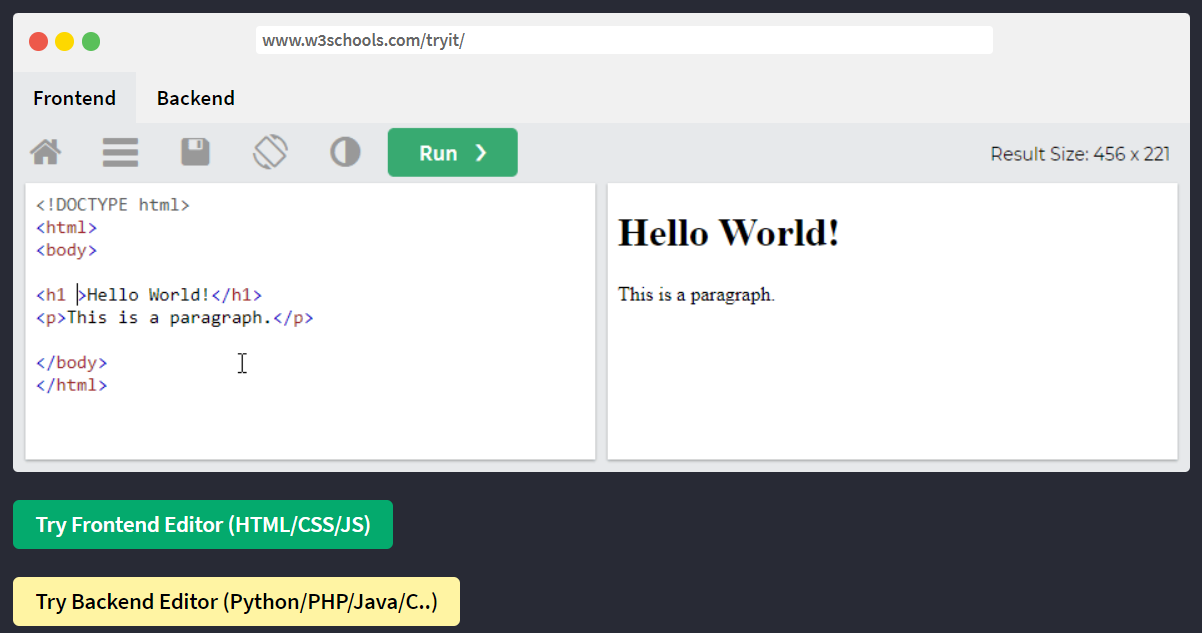 www.w3schools.com/tryit/
Frontend Backend
Run ❯ Result Size: 456 x 221
<!DOCTYPE html>
<html>
<body>
<h1 >Hello World!</h1>
<p>This is a paragraph.</p>
</body>
</html>
Hello World!
This is a paragraph.
Try Frontend Editor (HTML/CSS/JS)
Try Backend Editor (Python/PHP/Java/C..)